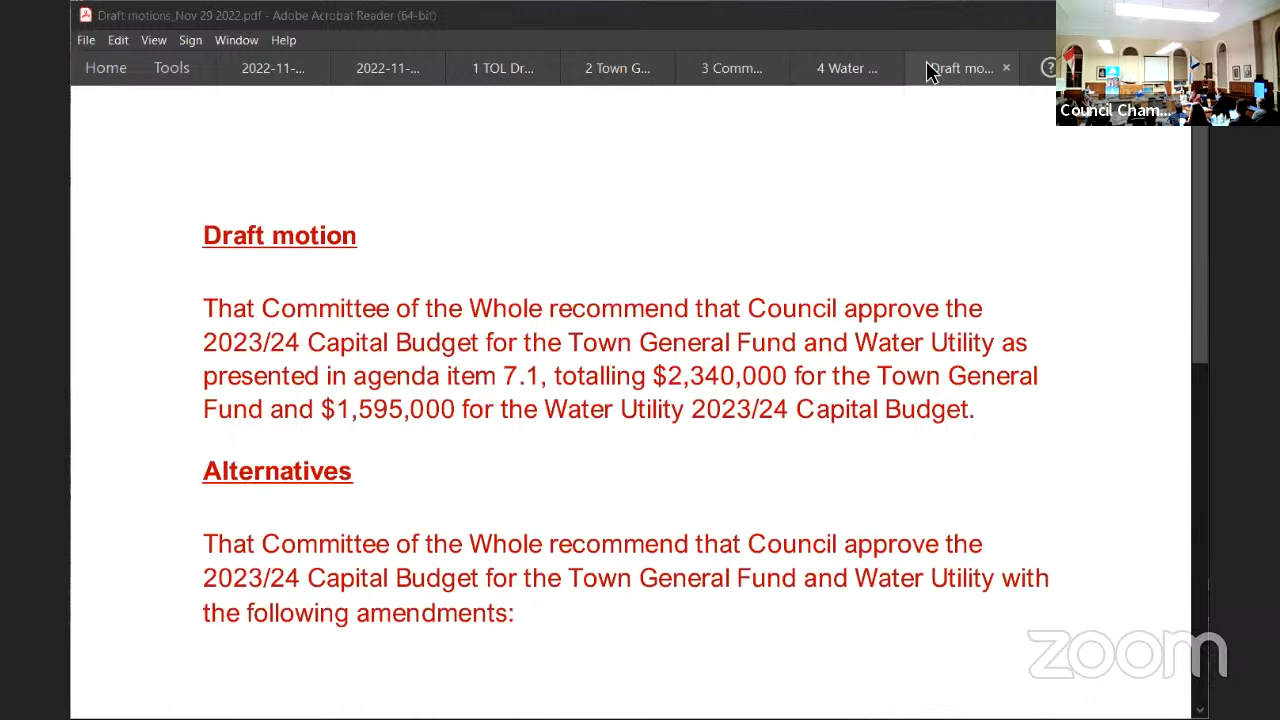 Draft motions_Nov 29 2022.pdf - Adobe Acrobat Reader (64-bit)
File Edit View Sign Window Help
Home Tools 2022-11-... 2022-11-... 1 TOL Dr... 2 Town G... 3 Comm... 4 Water ... Draft mo... × ?
Council Cham...
Draft motion
That Committee of the Whole recommend that Council approve the
2023/24 Capital Budget for the Town General Fund and Water Utility as
presented in agenda item 7.1, totalling $2,340,000 for the Town General
Fund and $1,595,000 for the Water Utility 2023/24 Capital Budget.
Alternatives
That Committee of the Whole recommend that Council approve the
2023/24 Capital Budget for the Town General Fund and Water Utility with
the following amendments:
zoom